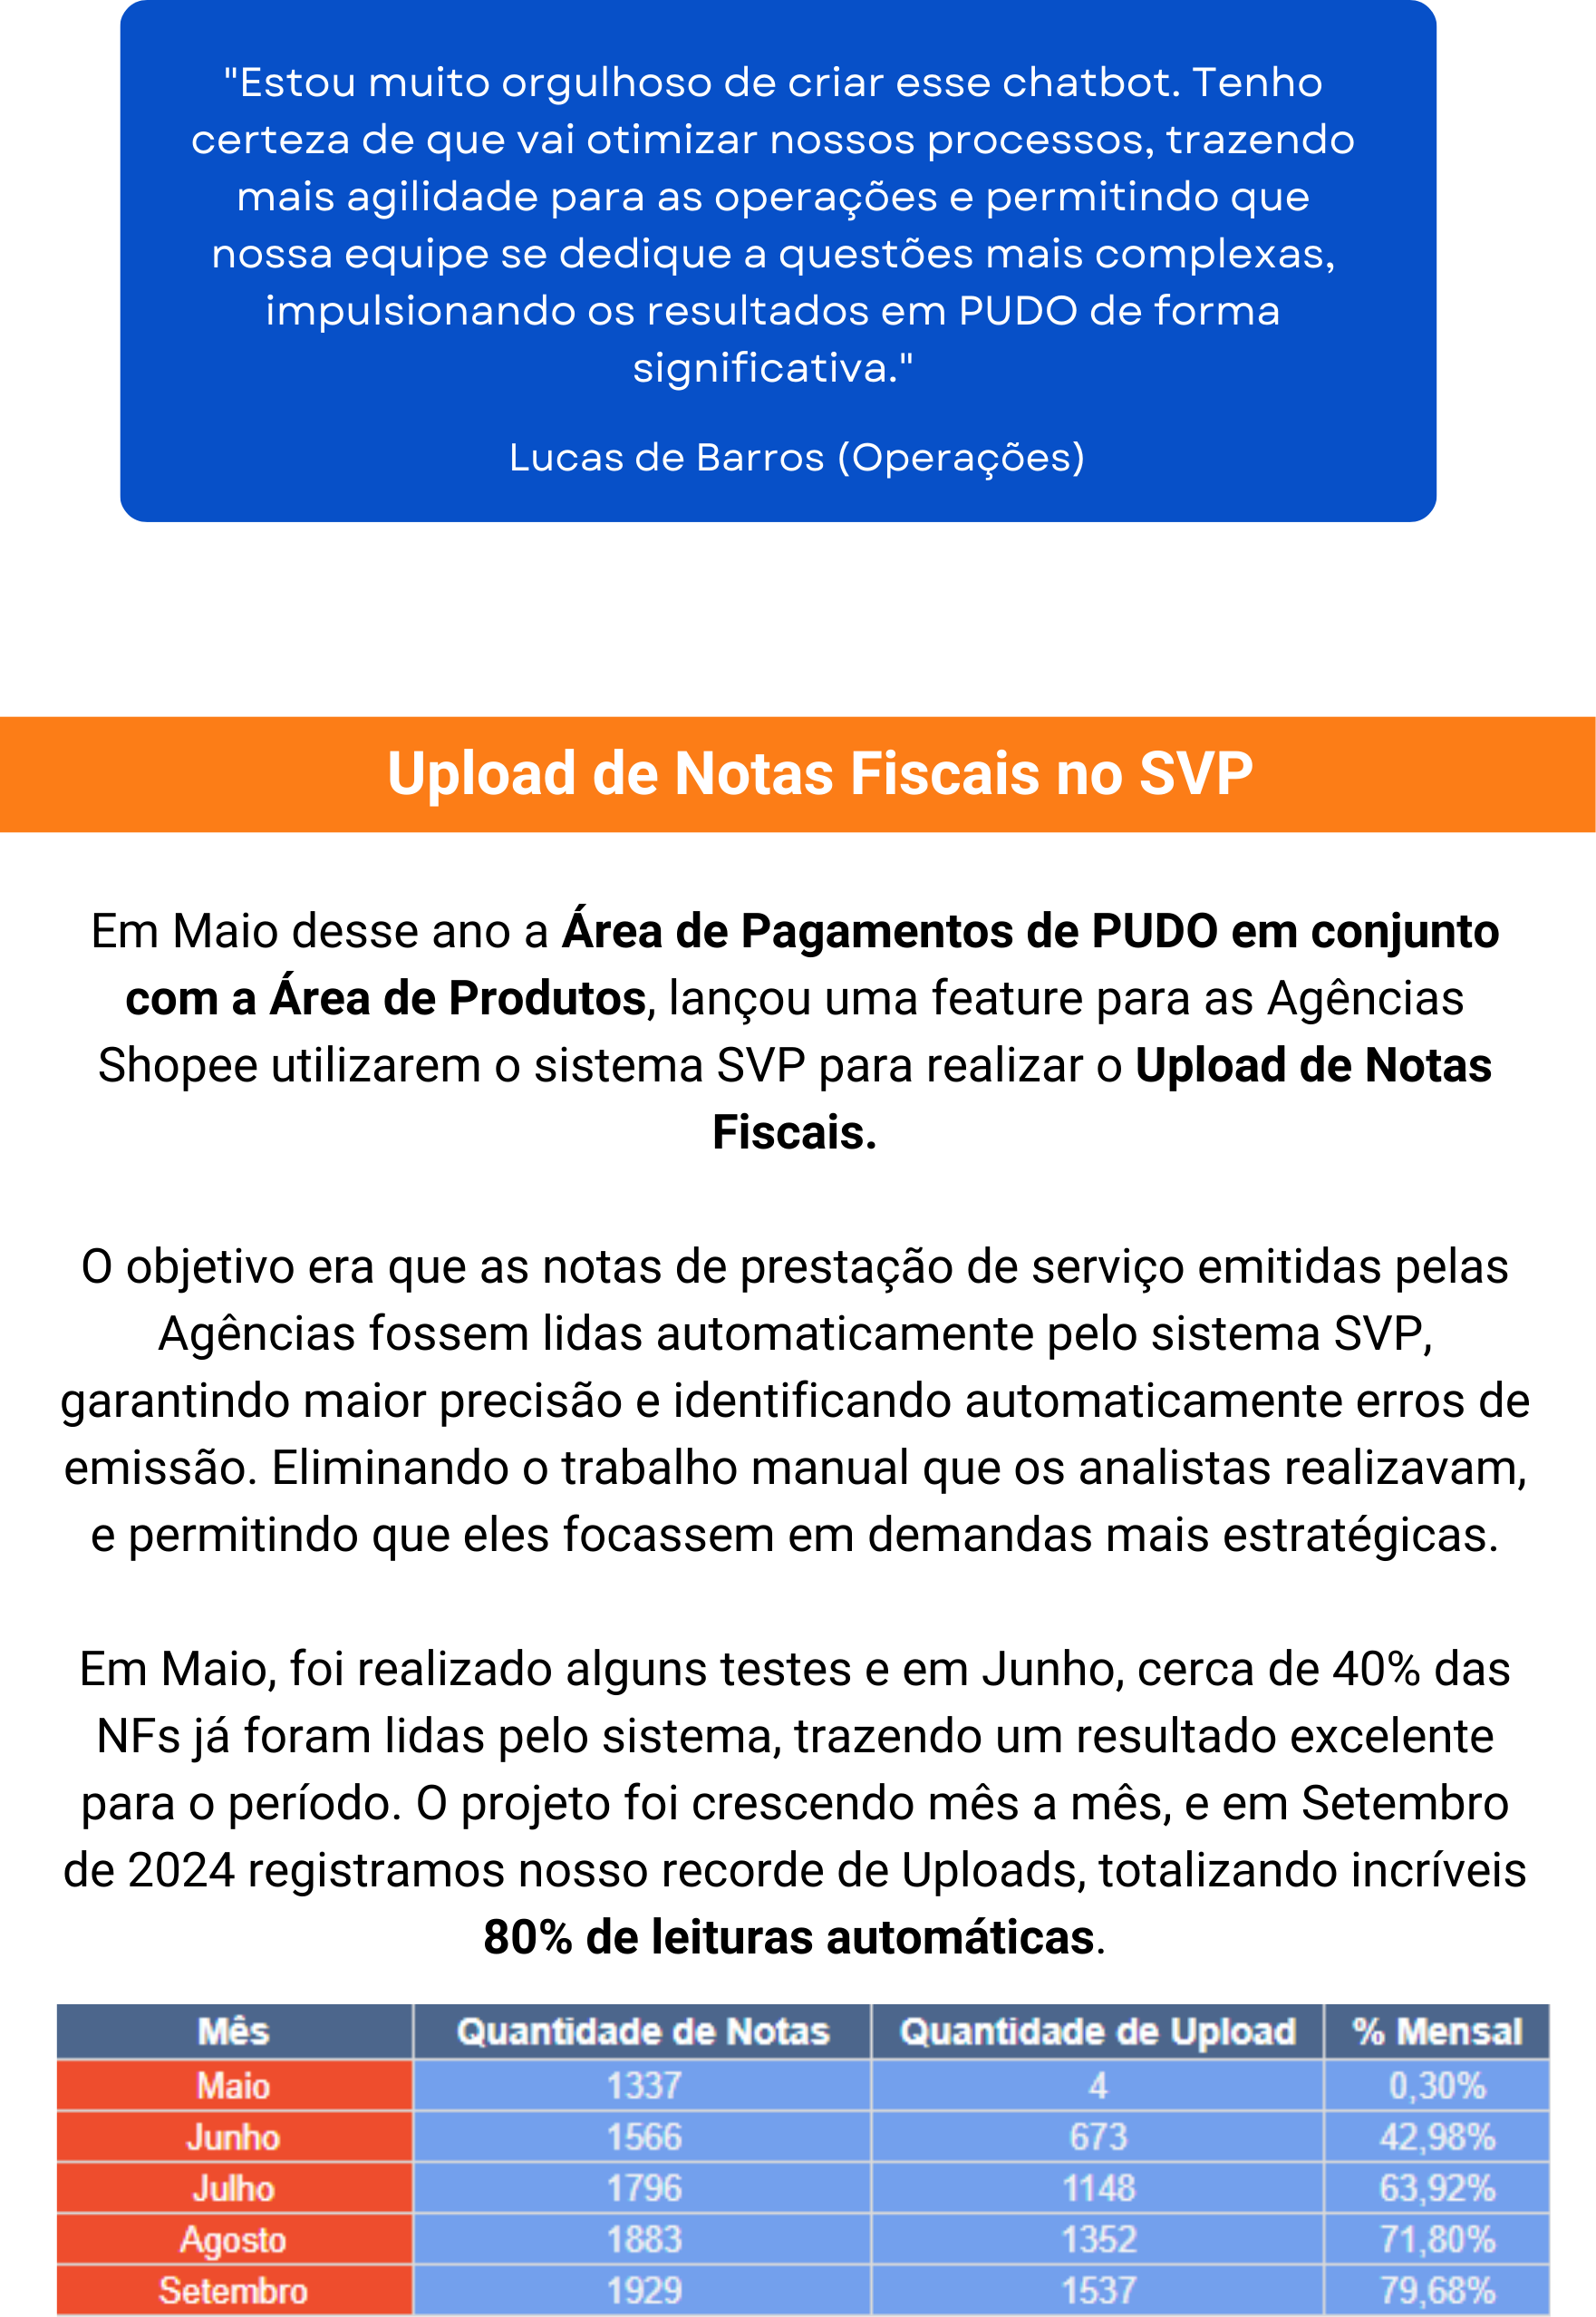 "Estou muito orgulhoso de criar esse chatbot. Tenho
certeza de que vai otimizar nossos processos, trazendo
mais agilidade para as operações e permitindo que
nossa equipe se dedique a questões mais complexas,
impulsionando os resultados em PUDO de forma
significativa."
Lucas de Barros (Operações)
Upload de Notas Fiscais no SVP
Em Maio desse ano a Área de Pagamentos de PUDO em conjunto
com a Área de Produtos, lançou uma feature para as Agências
Shopee utilizarem o sistema SVP para realizar o Upload de Notas
Fiscais.
O objetivo era que as notas de prestação de serviço emitidas pelas
Agências fossem lidas automaticamente pelo sistema SVP,
garantindo maior precisão e identificando automaticamente erros de
emissão. Eliminando o trabalho manual que os analistas realizavam,
e permitindo que eles focassem em demandas mais estratégicas.
Em Maio, foi realizado alguns testes e em Junho, cerca de 40% das
NFs já foram lidas pelo sistema, trazendo um resultado excelente
para o período. O projeto foi crescendo mês a mês, e em Setembro
de 2024 registramos nosso recorde de Uploads, totalizando incríveis
80% de leituras automáticas.
Mês Quantidade de Notas Quantidade de Upload % Mensal
Maio 1337 4 0,30%
Junho 1566 673 42,98%
Julho 1796 1148 63,92%
Agosto 1883 1352 71,80%
Setembro 1929 1537 79,68%